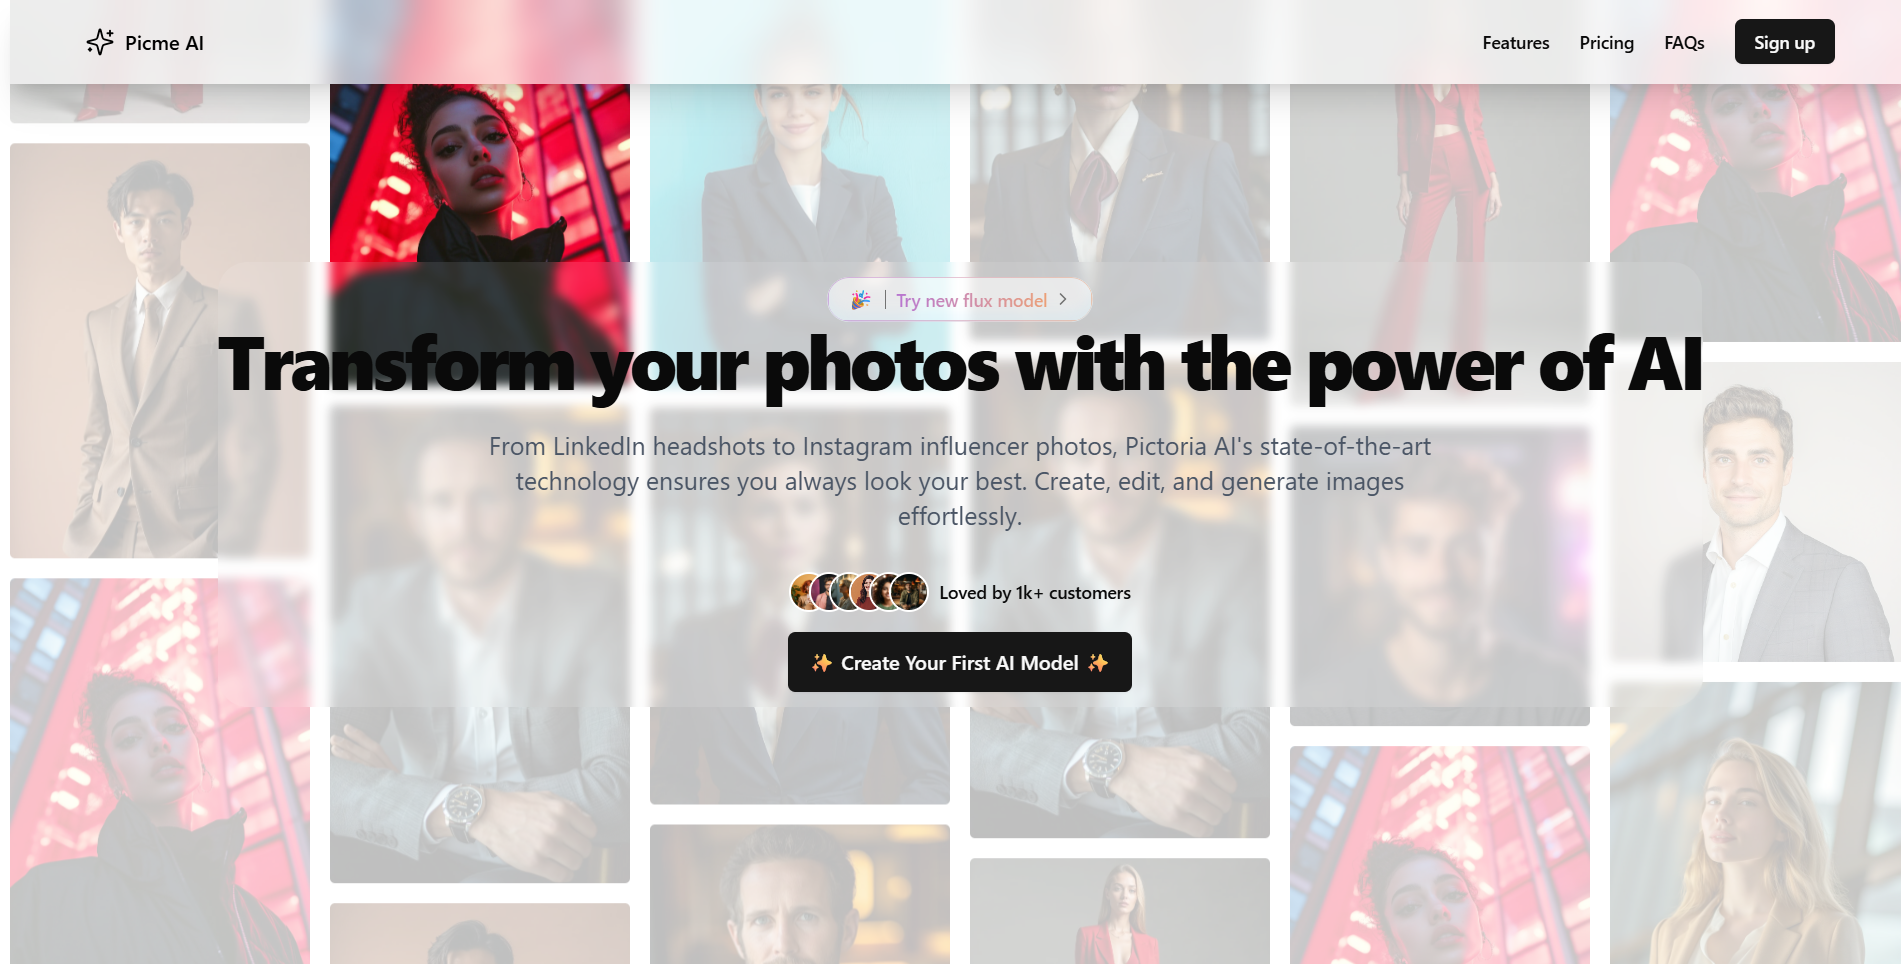 Picme AI
Features
Pricing
FAQs
Sign up
Try new flux model
Transform your photos with the power of AI
From LinkedIn headshots to Instagram influencer photos, Pictoria AI's state-of-the-art
technology ensures you always look your best. Create, edit, and generate images
effortlessly.
Loved by 1k+ customers
✨ Create Your First AI Model ✨